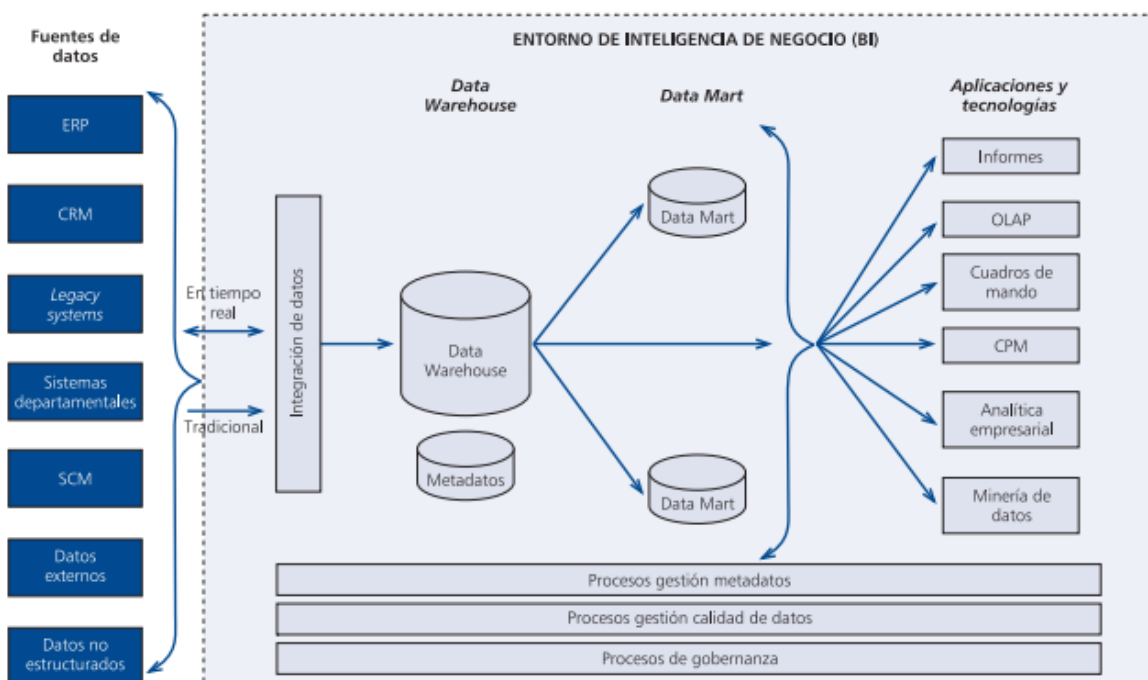 Fuentes de
datos
ERP
CRM
Legacy
systems
Sistemas
departamentales
SCM
Datos
externos
Datos no
estructurados
ENTORNO DE INTELIGENCIA DE NEGOCIO (BI)
En tiempo
real
Tradicional
Integración de datos
Data
Warehouse
Data
Warehouse
Metadatos
Data Mart
Data Mart
Data Mart
Aplicaciones y
tecnologías
Informes
OLAP
Cuadros de
mando
CPM
Analítica
empresarial
Minería de
datos
Procesos gestión metadatos
Procesos gestión calidad de datos
Procesos de gobernanza